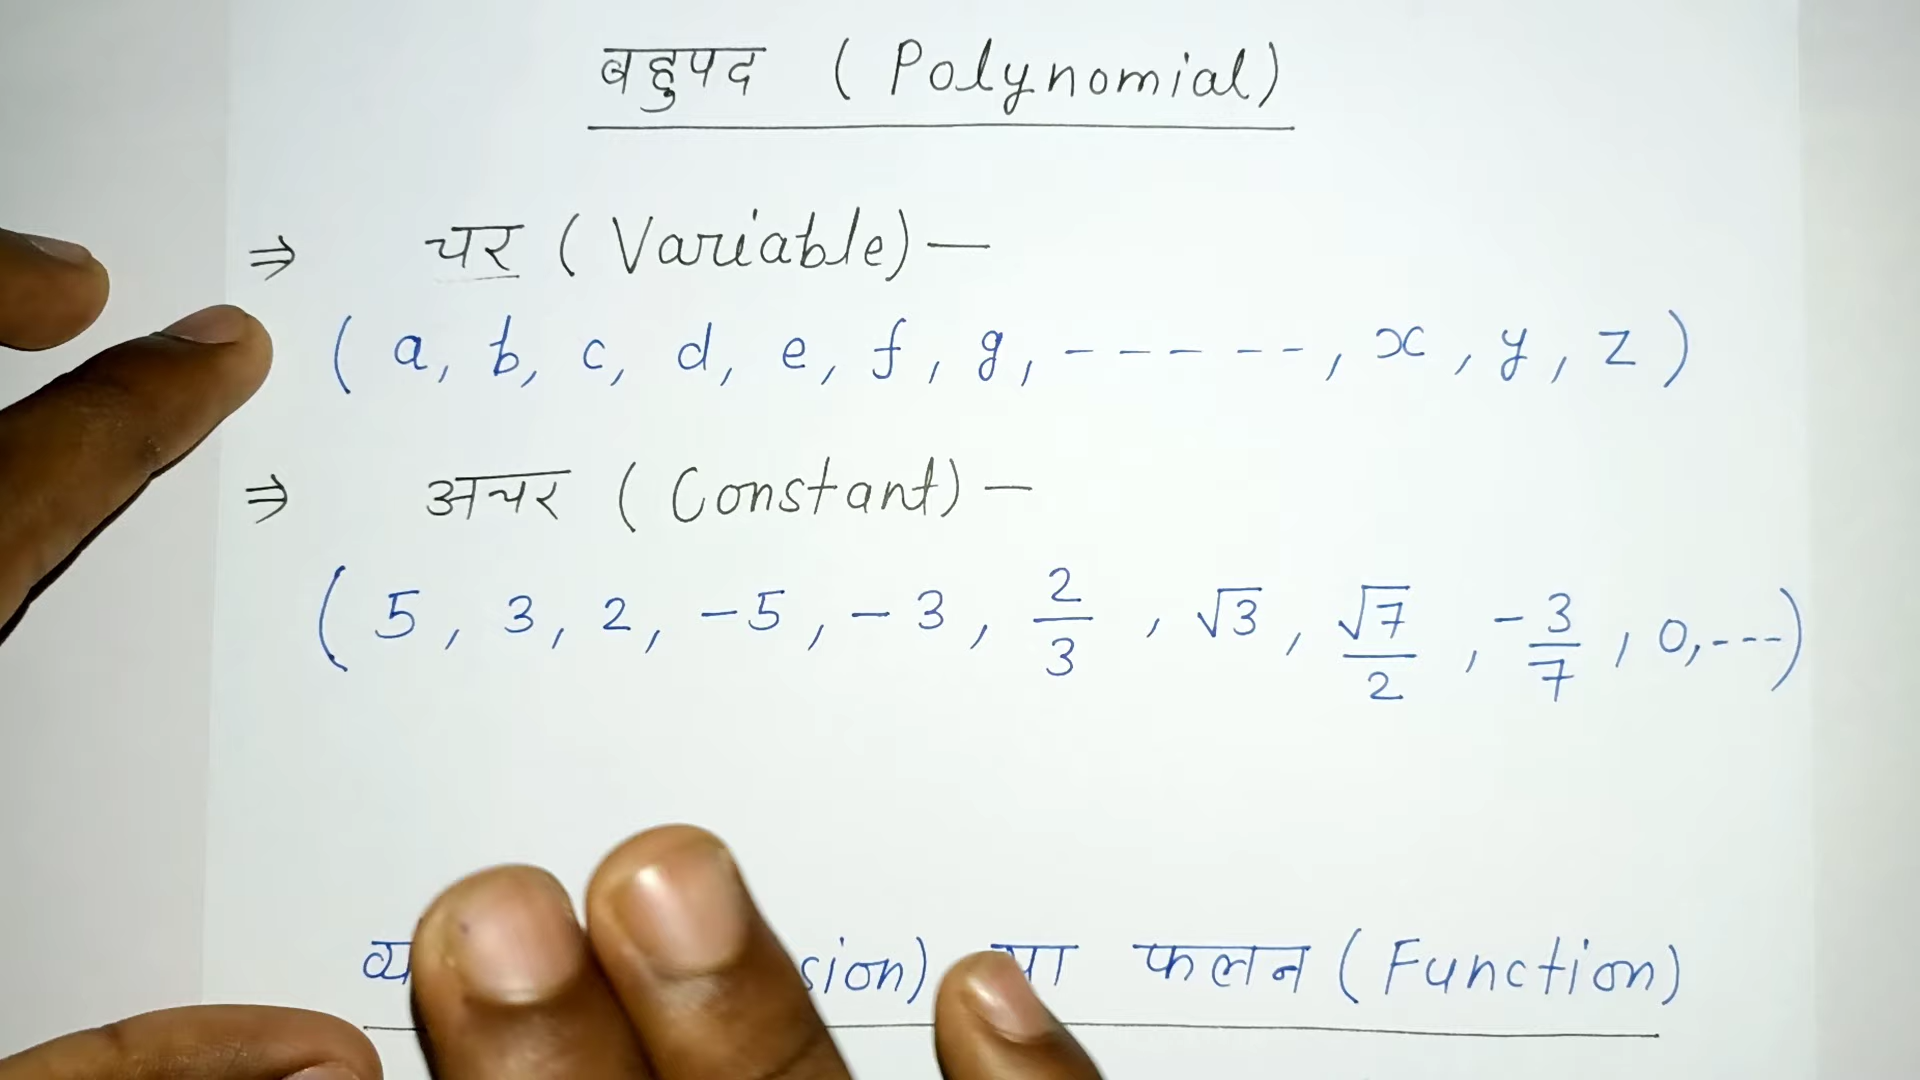 बहुपद (Polynomial)
⇒ चर (Variable) —
(a, b, c, d, e, f, g, ------, x, y, z)
⇒ अचर (Constant) —
(5, 3, 2, -5, -3, 2/3, √3, √7/2, -3/7, 0, ---)
या फलन (Function)